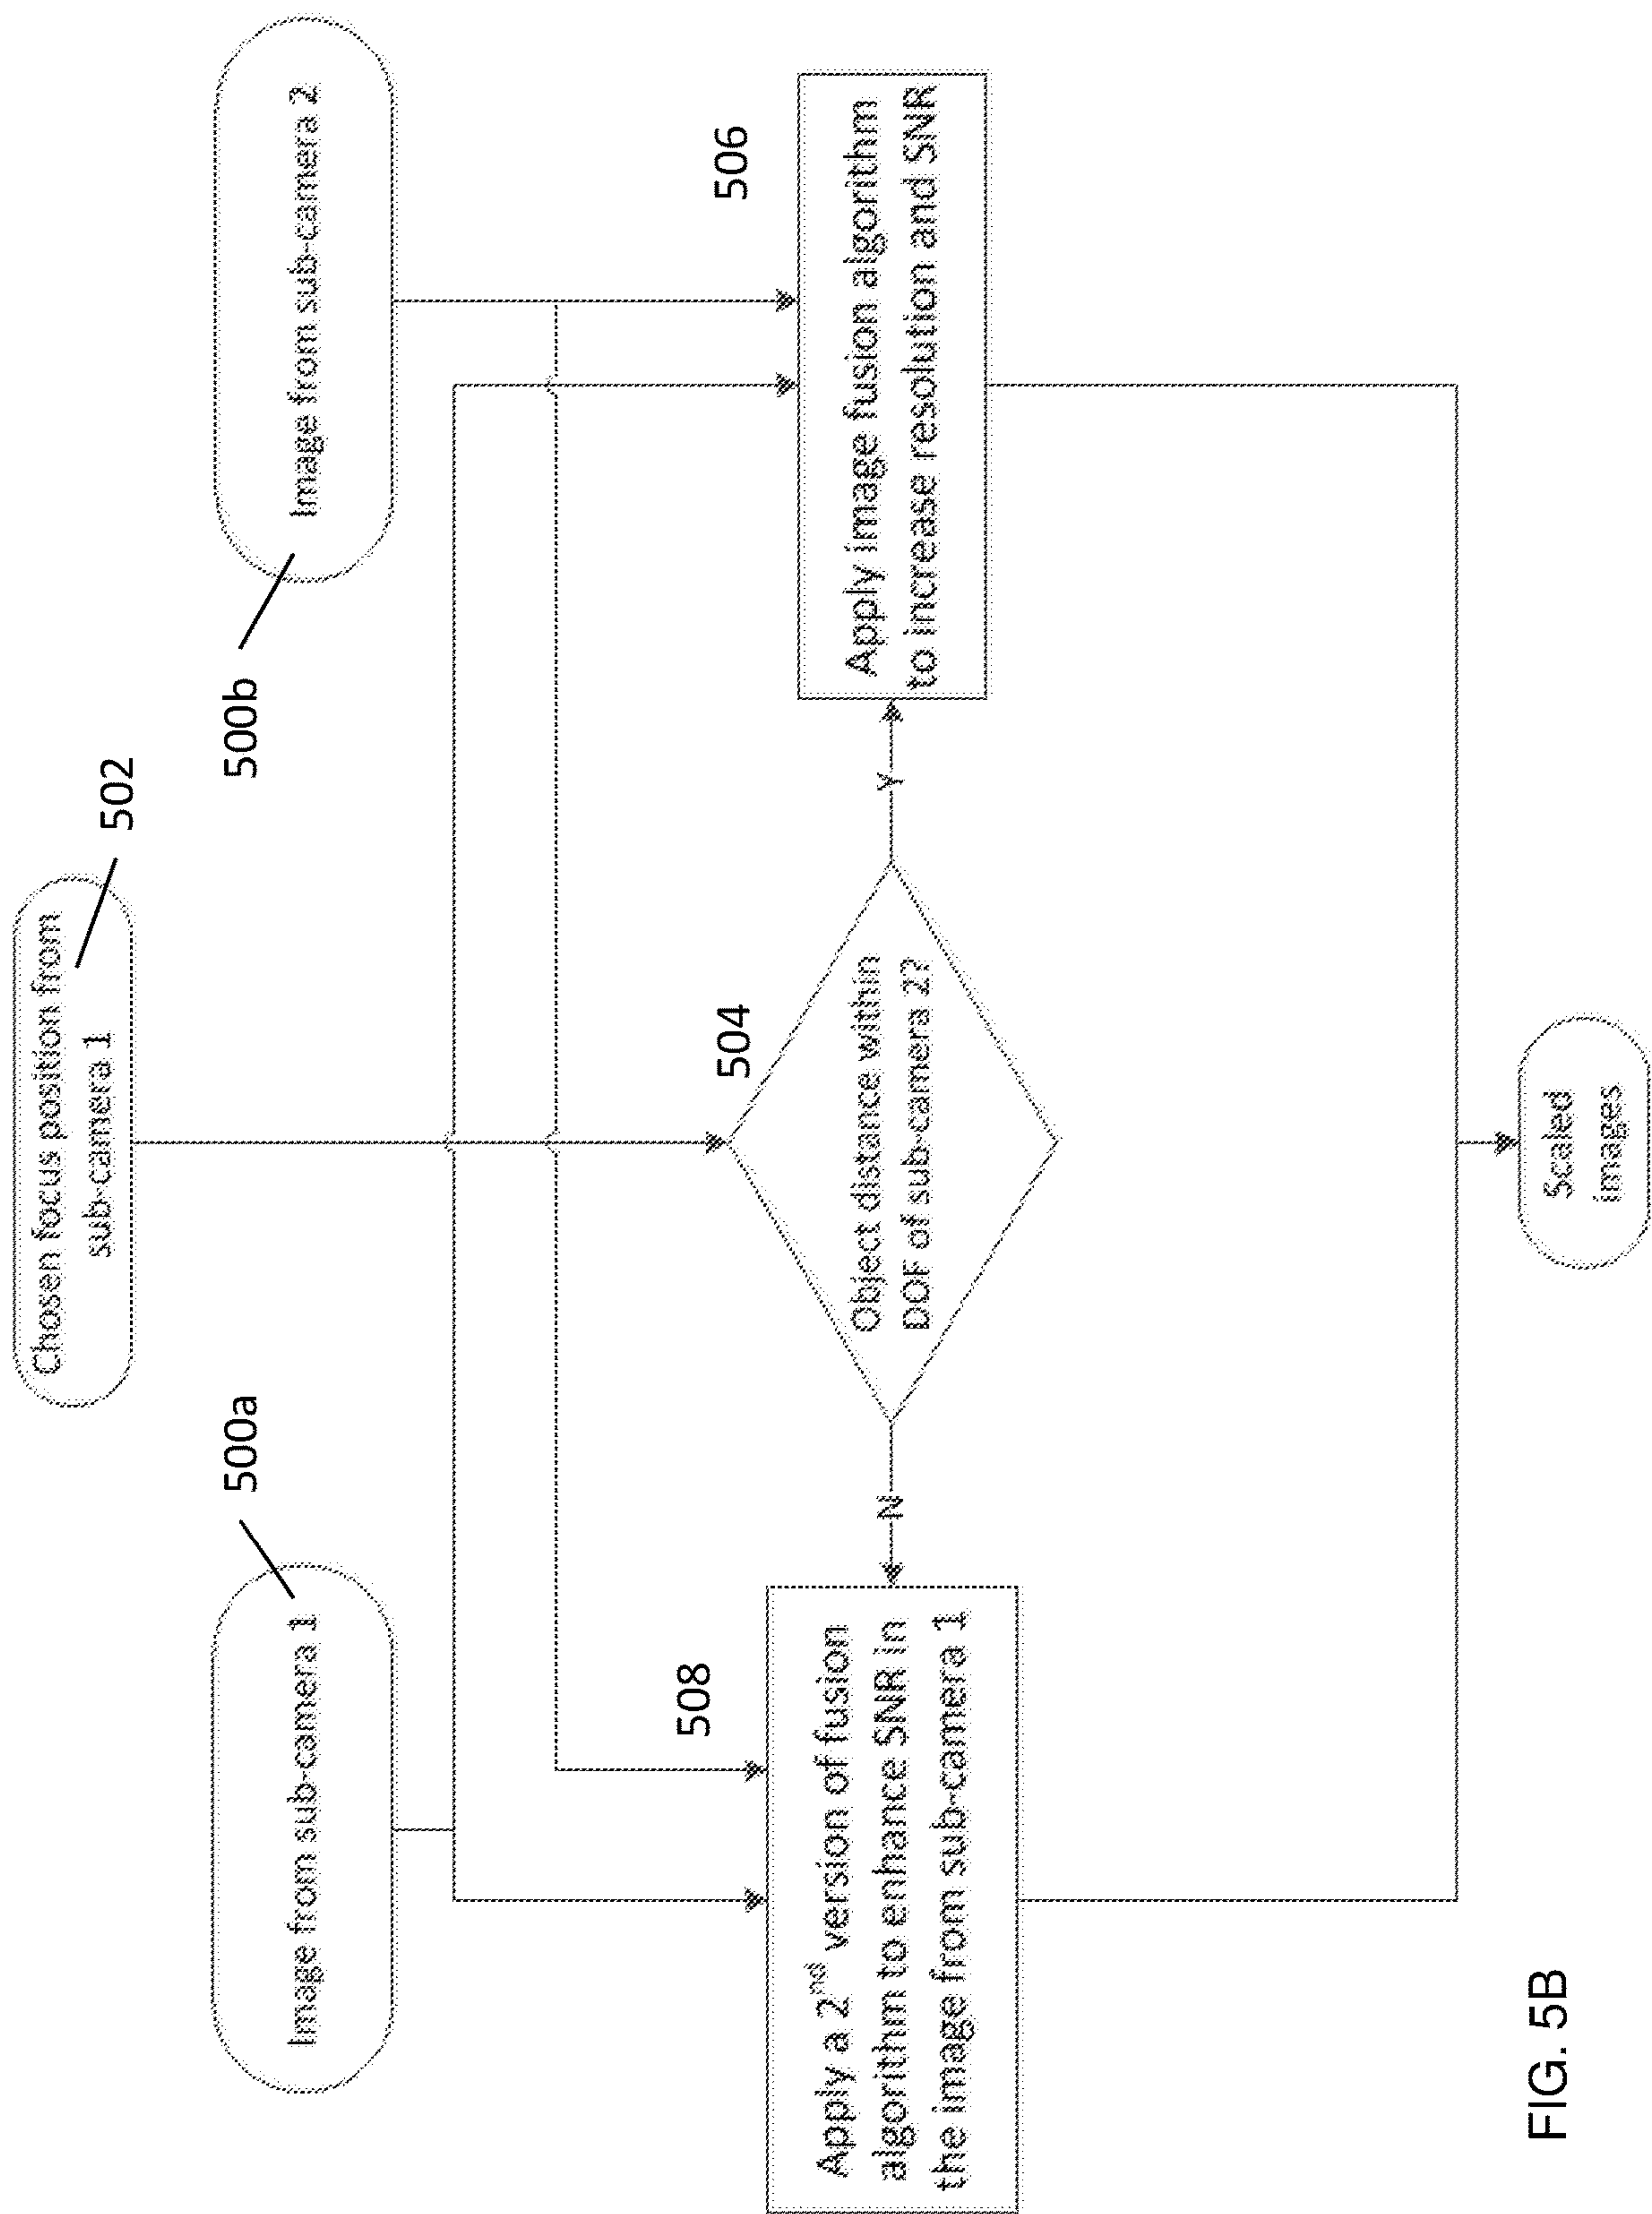 Chosen focus position from
sub-camera 1
502
500a
Image from sub-camera 1
500b
Image from sub-camera 2
504
Object distance within
DOF of sub-camera 2?
N
Y
508
Apply a 2nd version of fusion
algorithm to enhance SNR in
the image from sub-camera 1
506
Apply image fusion algorithm
to increase resolution and SNR
Scaled
images
FIG. 5B